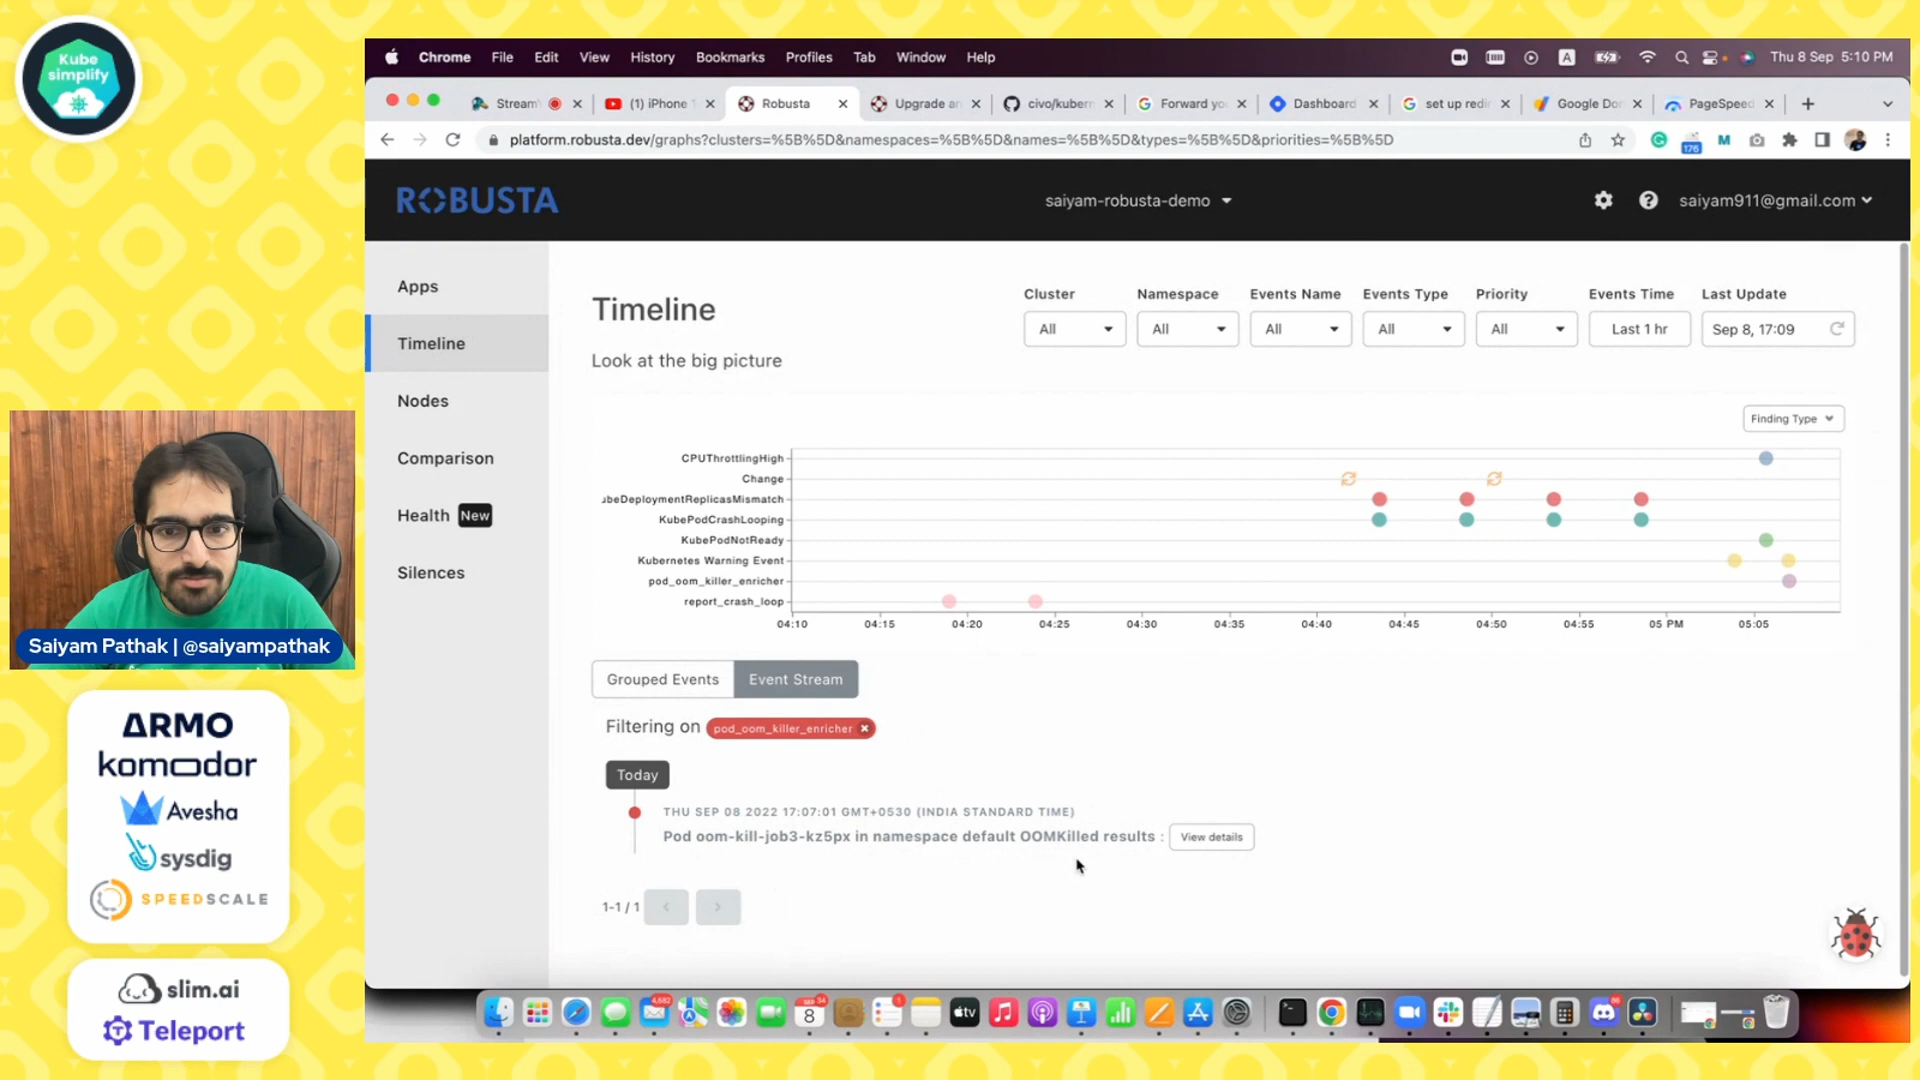 Kube
simplify
Chrome File Edit View History Bookmarks Profiles Tab Window Help
A
Thu 8 Sep 5:10 PM
(1) iPhone
Robusta
Upgrade an
civo/kubern
Forward yo
Dashboard
set up redir
PageSpeed
platform.robusta.dev/graphs?clusters=%5B%5D&namespaces=%5B%5D&names=%5B%5D&types=%5B%5D&priorities=%5B%5D
176
M
ROBUSTA
saiyam-robusta-demo
saiyam911@gmail.com
Apps
Timeline
Nodes
Comparison
Health New
Silences
Timeline
Look at the big picture
Cluster Namespace Events Name Events Type Priority Events Time Last Update
All All All All All Last 1 hr Sep 8, 17:09
Finding Type
CPUThrottlingHigh
Change
ubeDeploymentReplicasMismatch
KubePodCrashLooping
KubePodNotReady
Kubernetes Warning Event
pod_oom_killer_enricher
report_crash_loop
04:10 04:15 04:20 04:25 04:30 04:35 04:40 04:45 04:50 04:55 05 PM 05:05
Grouped Events Event Stream
Filtering on pod_oom_killer_enricher
Today
THU SEP 08 2022 17:07:01 GMT+0530 (INDIA STANDARD TIME)
Pod oom-kill-job3-kz5px in namespace default OOMKilled results : View details
1-1 / 1
Saiyam Pathak | @saiyampathak
ARMO
komodor
Avesha
sysdig
SPEEDSCALE
slim.ai
Teleport
4,682
8
tv